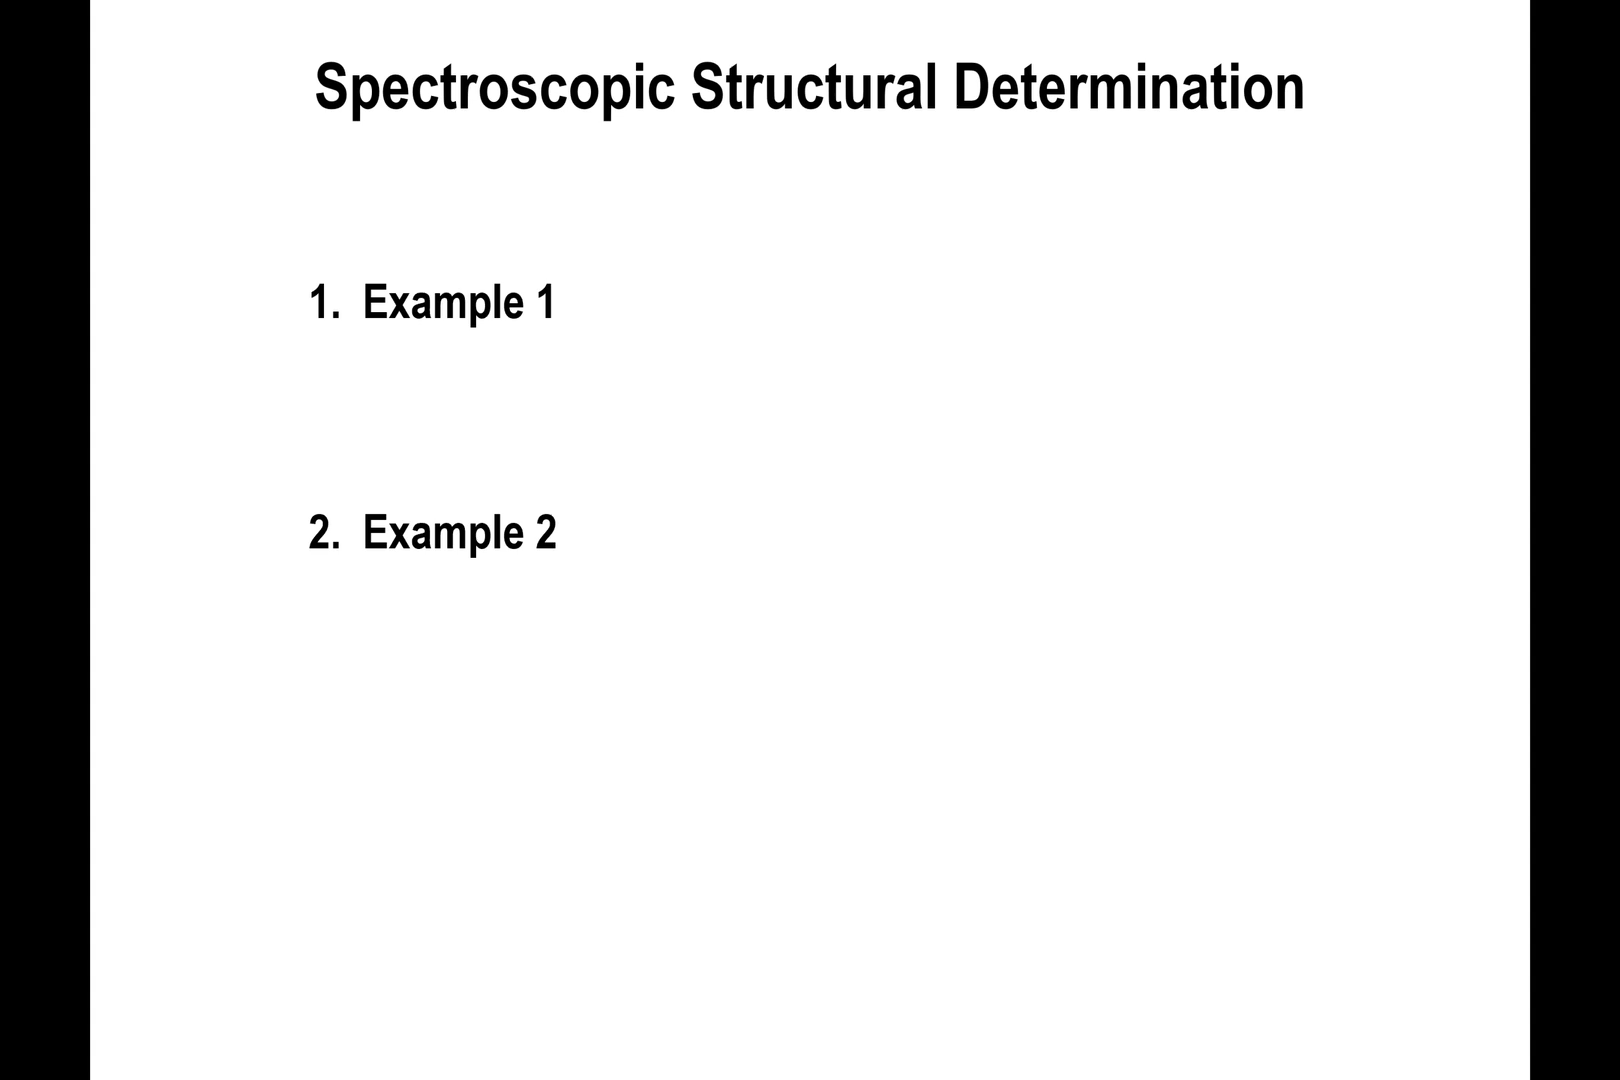 Spectroscopic Structural Determination
1. Example 1
2. Example 2